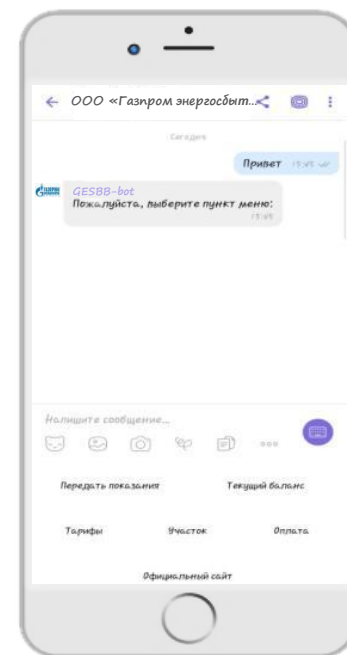 ООО «Газпром энергосбыт...
Сегодня
Привет 15:45
GESBB-bot
Пожалуйста, выберите пункт меню:
15:45
Напишите сообщение...
Передать показания Текущий баланс
Тарифы Участок Оплата
Официальный сайт